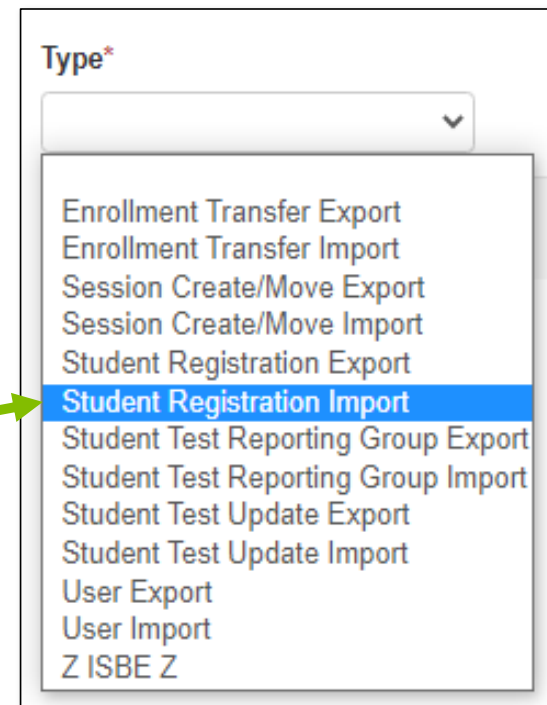 Type*
Enrollment Transfer Export
Enrollment Transfer Import
Session Create/Move Export
Session Create/Move Import
Student Registration Export
Student Registration Import
Student Test Reporting Group Export
Student Test Reporting Group Import
Student Test Update Export
Student Test Update Import
User Export
User Import
Z ISBE Z